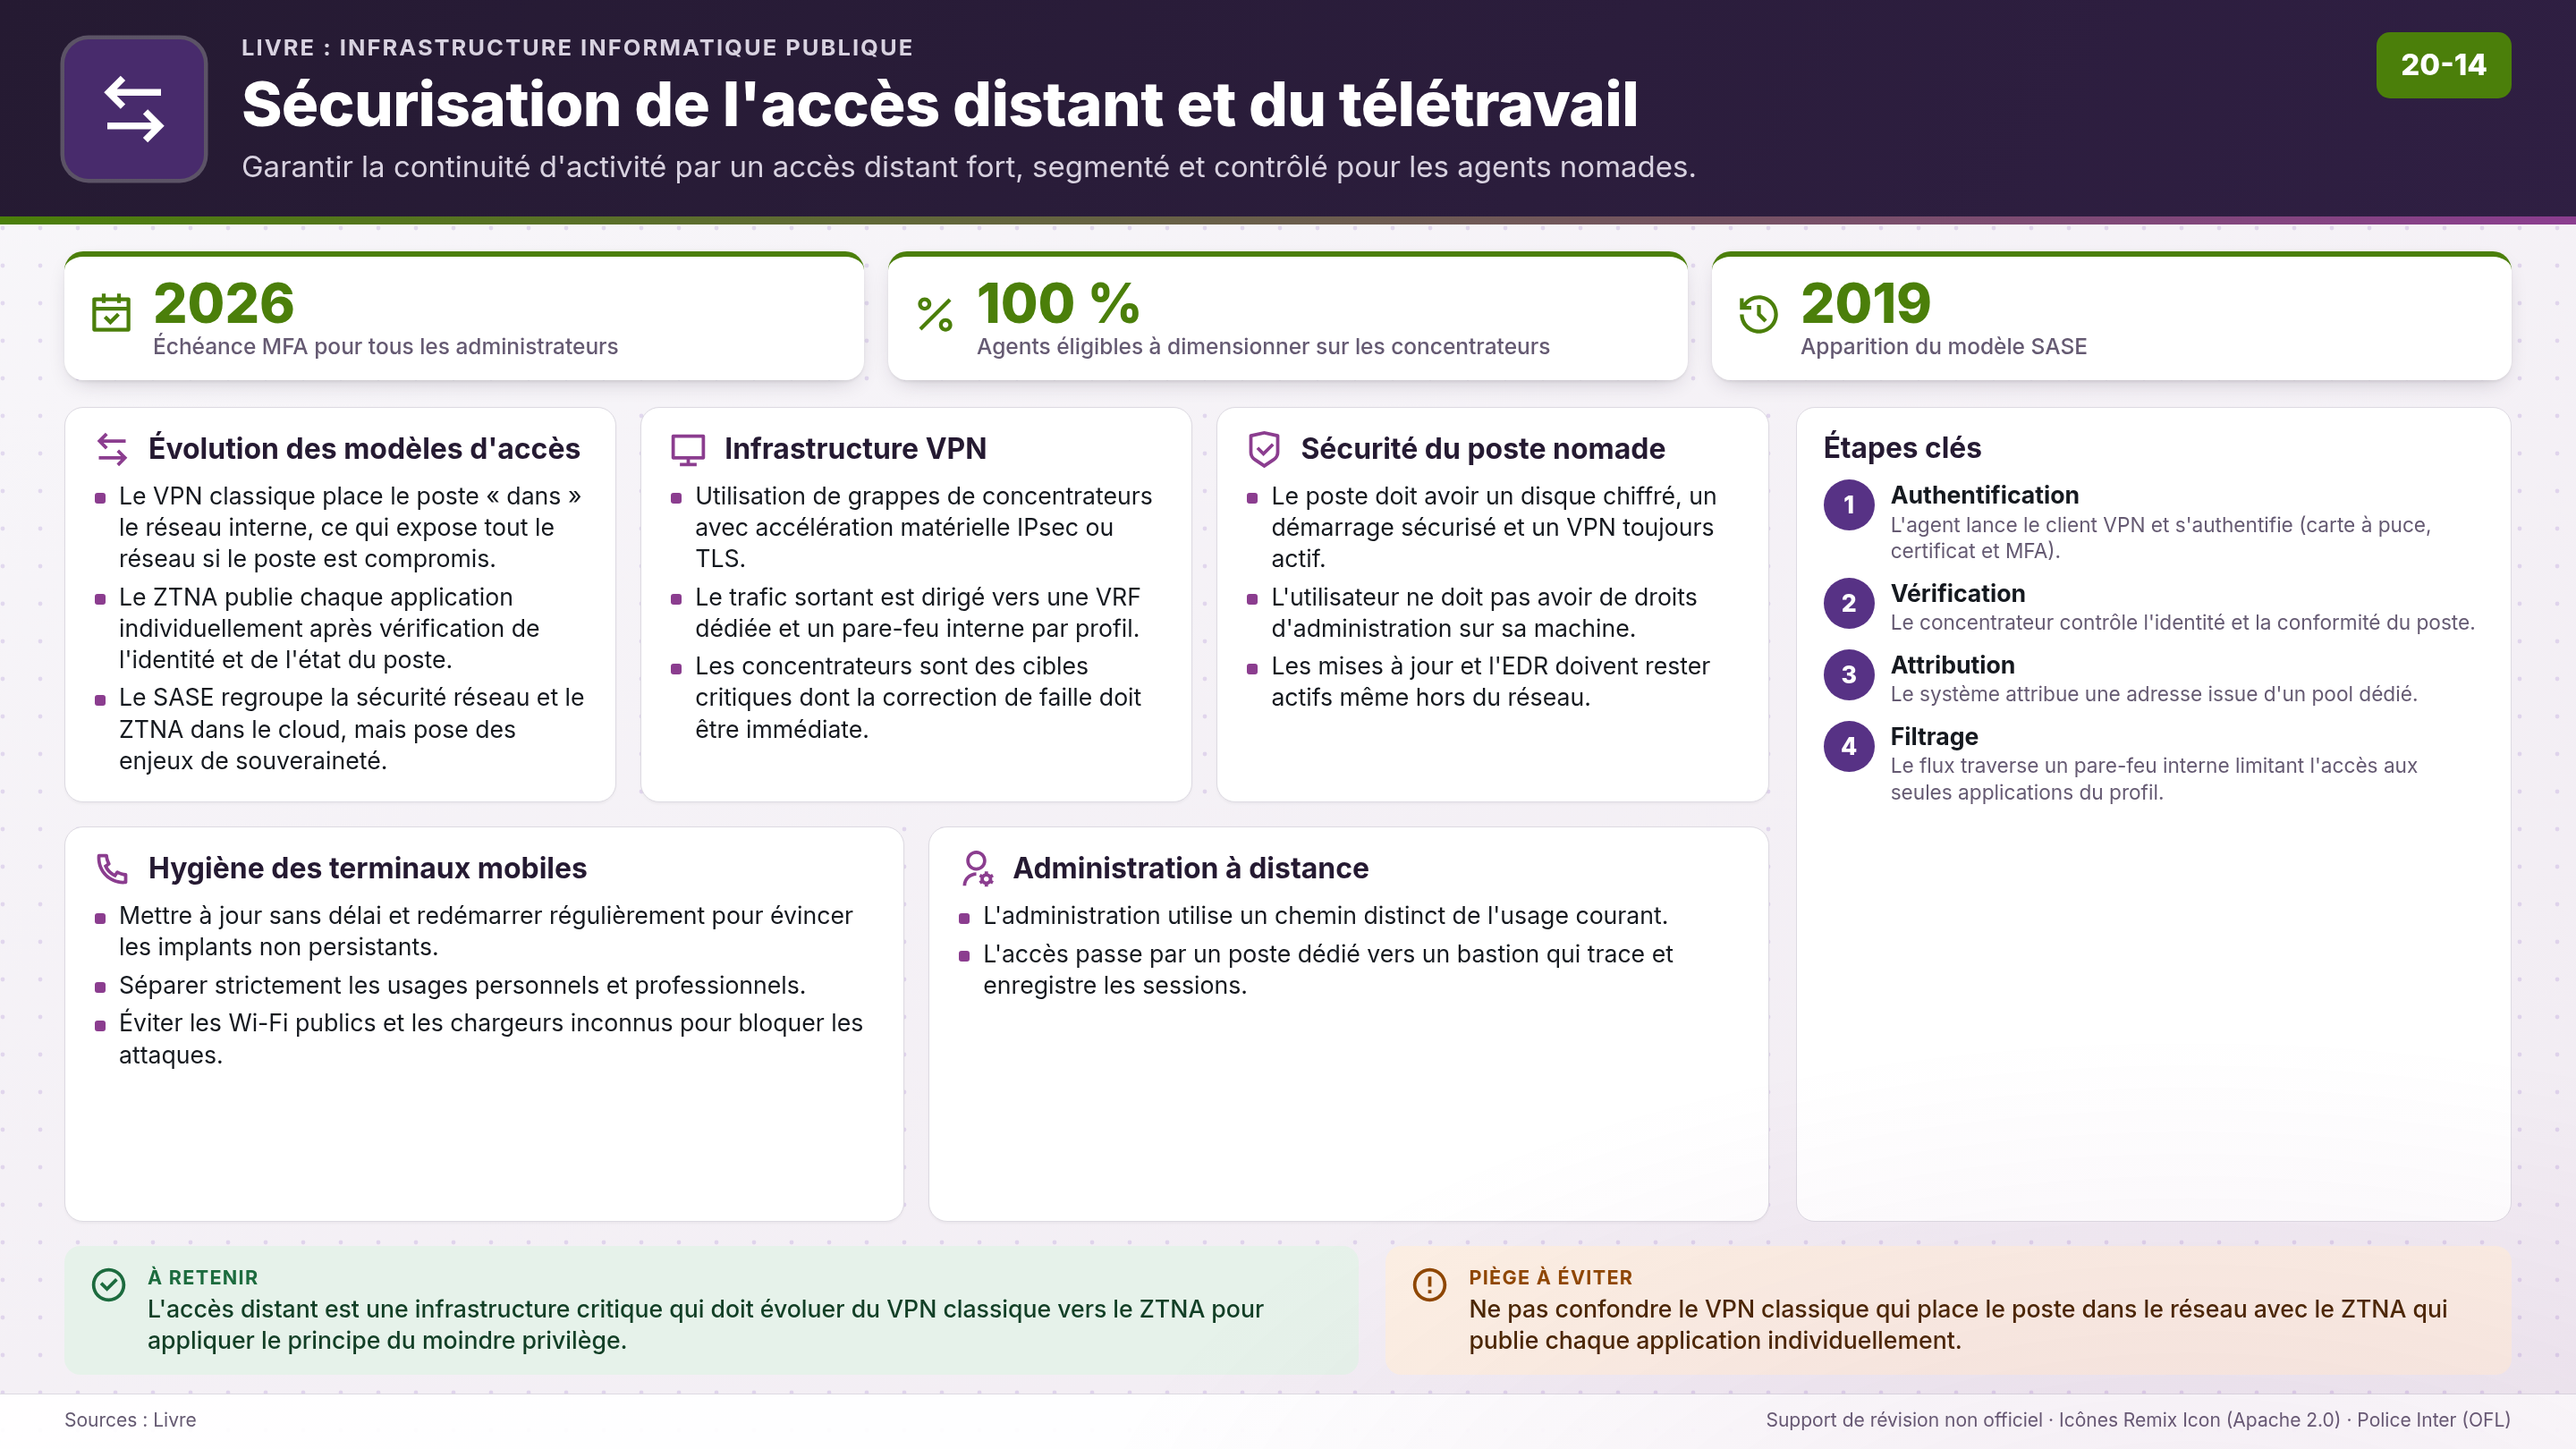 LIVRE : INFRASTRUCTURE INFORMATIQUE PUBLIQUE
Sécurisation de l'accès distant et du télétravail
Garantir la continuité d'activité par un accès distant fort, segmenté et contrôlé pour les agents nomades.
20-14
2026
Échéance MFA pour tous les administrateurs
100 %
Agents éligibles à dimensionner sur les concentrateurs
2019
Apparition du modèle SASE
Évolution des modèles d'accès
Le VPN classique place le poste « dans »
le réseau interne, ce qui expose tout le
réseau si le poste est compromis.
Le ZTNA publie chaque application
individuellement après vérification de
l'identité et de l'état du poste.
Le SASE regroupe la sécurité réseau et le
ZTNA dans le cloud, mais pose des
enjeux de souveraineté.
Infrastructure VPN
Utilisation de grappes de concentrateurs
avec accélération matérielle IPsec ou
TLS.
Le trafic sortant est dirigé vers une VRF
dédiée et un pare-feu interne par profil.
Les concentrateurs sont des cibles
critiques dont la correction de faille doit
être immédiate.
Sécurité du poste nomade
Le poste doit avoir un disque chiffré, un
démarrage sécurisé et un VPN toujours
actif.
L'utilisateur ne doit pas avoir de droits
d'administration sur sa machine.
Les mises à jour et l'EDR doivent rester
actifs même hors du réseau.
Étapes clés
1
Authentification
L'agent lance le client VPN et s'authentifie (carte à puce,
certificat et MFA).
2
Vérification
Le concentrateur contrôle l'identité et la conformité du poste.
3
Attribution
Le système attribue une adresse issue d'un pool dédié.
4
Filtrage
Le flux traverse un pare-feu interne limitant l'accès aux
seules applications du profil.
Hygiène des terminaux mobiles
Mettre à jour sans délai et redémarrer régulièrement pour évincer
les implants non persistants.
Séparer strictement les usages personnels et professionnels.
Éviter les Wi-Fi publics et les chargeurs inconnus pour bloquer les
attaques.
Administration à distance
L'administration utilise un chemin distinct de l'usage courant.
L'accès passe par un poste dédié vers un bastion qui trace et
enregistre les sessions.
À RETENIR
L'accès distant est une infrastructure critique qui doit évoluer du VPN classique vers le ZTNA pour
appliquer le principe du moindre privilège.
PIÈGE À ÉVITER
Ne pas confondre le VPN classique qui place le poste dans le réseau avec le ZTNA qui
publie chaque application individuellement.
Sources : Livre
Support de révision non officiel · Icônes Remix Icon (Apache 2.0) · Police Inter (OFL)